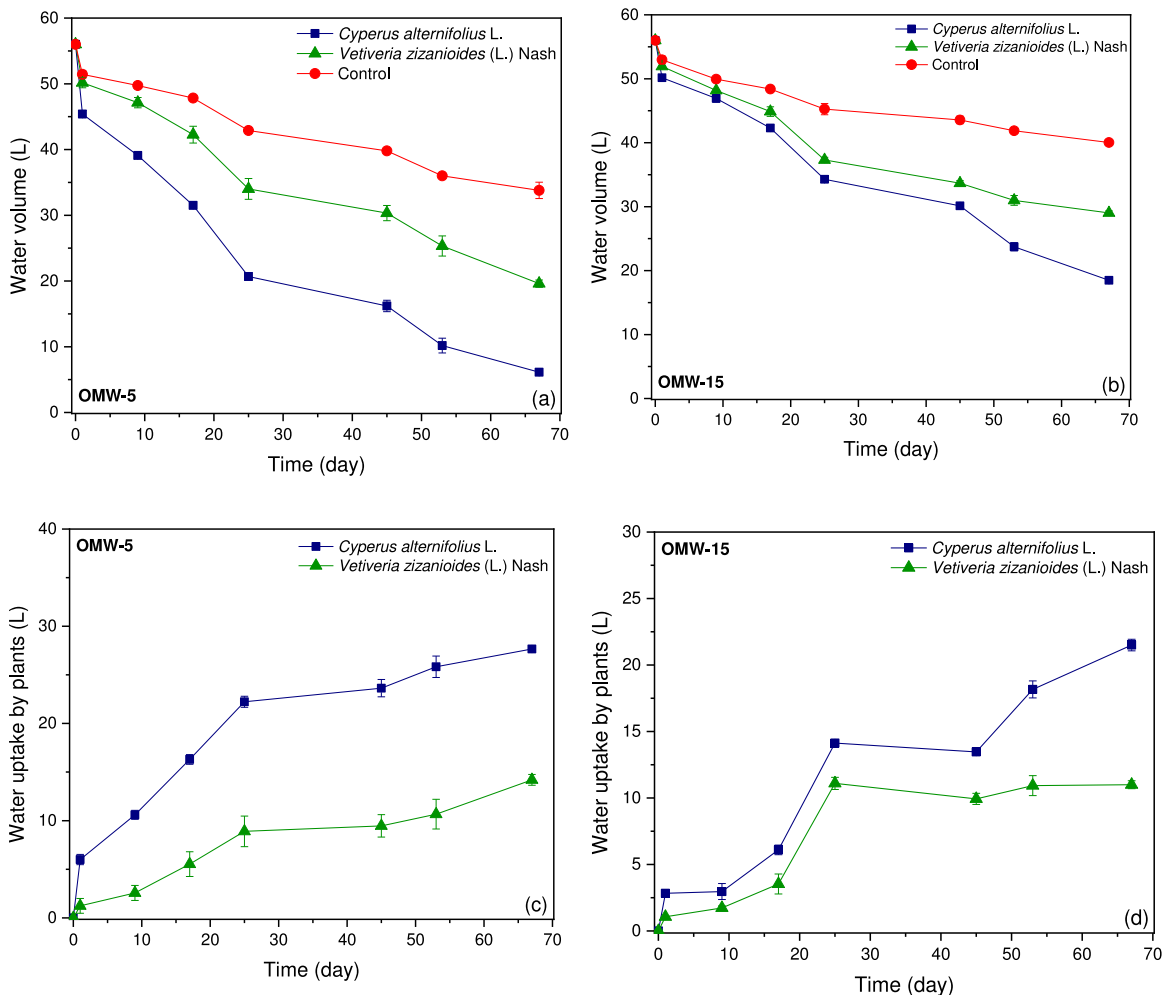 60
50
40
30
20
10
0
Water volume (L)
Cyperus alternifolius L.
Vetiveria zizanioides (L.) Nash
Control
OMW-5
(a)
0 10 20 30 40 50 60 70
Time (day)
60
50
40
30
20
10
0
Water volume (L)
Cyperus alternifolius L.
Vetiveria zizanioides (L.) Nash
Control
OMW-15
(b)
0 10 20 30 40 50 60 70
Time (day)
40
30
20
10
0
Water uptake by plants (L)
OMW-5
Cyperus alternifolius L.
Vetiveria zizanioides (L.) Nash
(c)
0 10 20 30 40 50 60 70
Time (day)
30
25
20
15
10
5
0
Water uptake by plants (L)
OMW-15
Cyperus alternifolius L.
Vetiveria zizanioides (L.) Nash
(d)
0 10 20 30 40 50 60 70
Time (day)